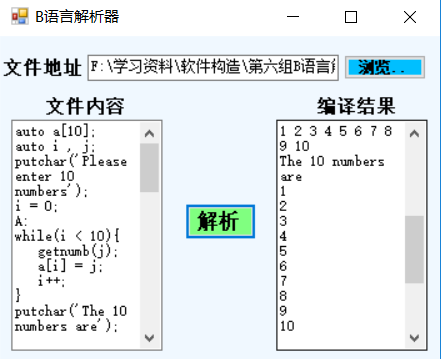 B语言解析器
文件地址 F:\学习资料\软件构造\第六组B语言 浏览..
文件内容
auto a[10];
auto i , j;
putchar('Please
enter 10
numbers');
i = 0;
A:
while(i < 10){
getnumb(j);
a[i] = j;
i++;
}
putchar('The 10
numbers are');
解析
编译结果
1 2 3 4 5 6 7 8
9 10
The 10 numbers
are
1
2
3
4
5
6
7
8
9
10